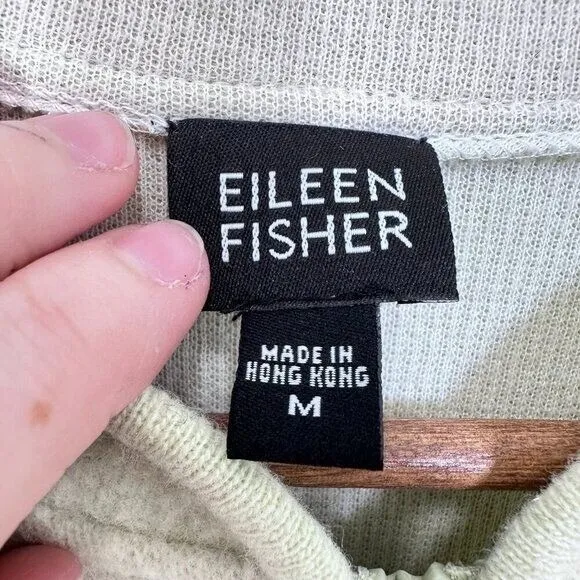 EILEEN
FISHER
MADE IN
HONG KONG
M